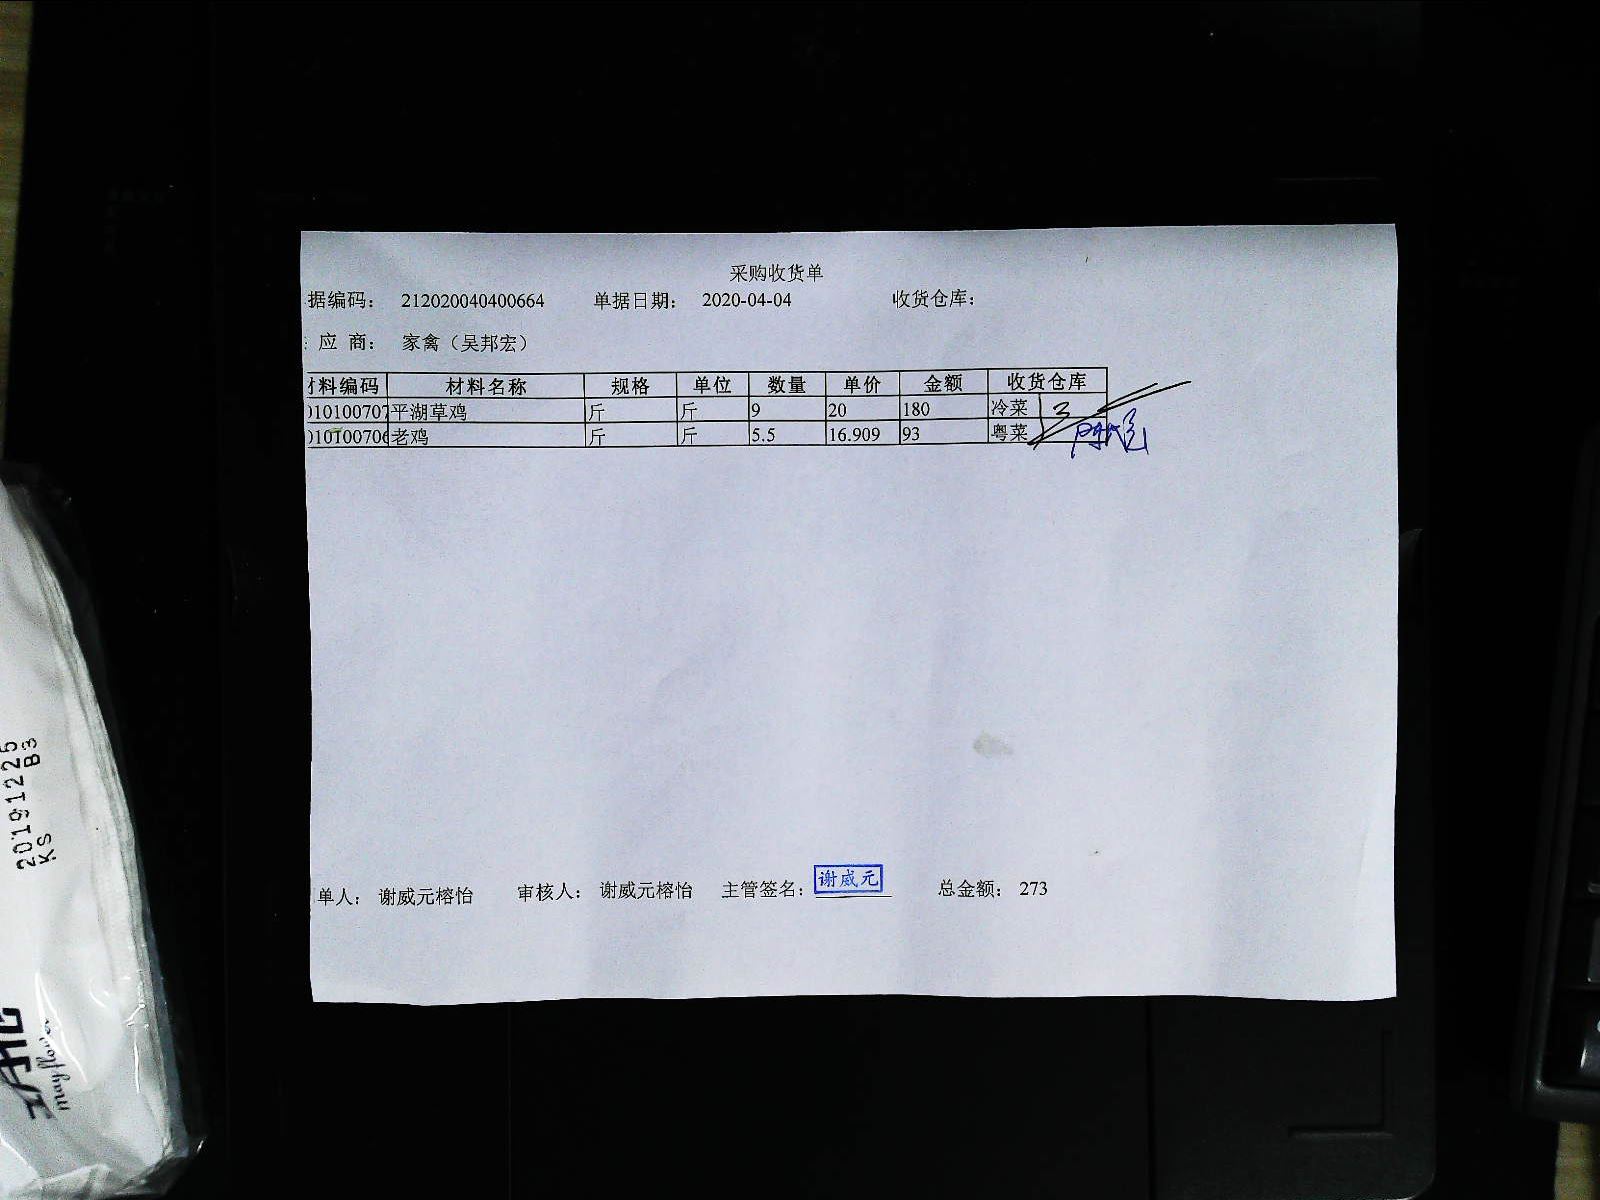 采购收货单
据编码： 212020040400664 单据日期： 2020-04-04 收货仓库：
应 商： 家禽（吴邦宏）
材料编码 材料名称 规格 单位 数量 单价 金额 收货仓库
10100707 平湖草鸡 斤 斤 9 20 180 冷菜 3
10100706 老鸡 斤 斤 5.5 16.909 93 粤菜
单人： 谢威元榕怡 审核人： 谢威元榕怡 主管签名： 谢威元 总金额： 273
20191225
KS B3
mayflower